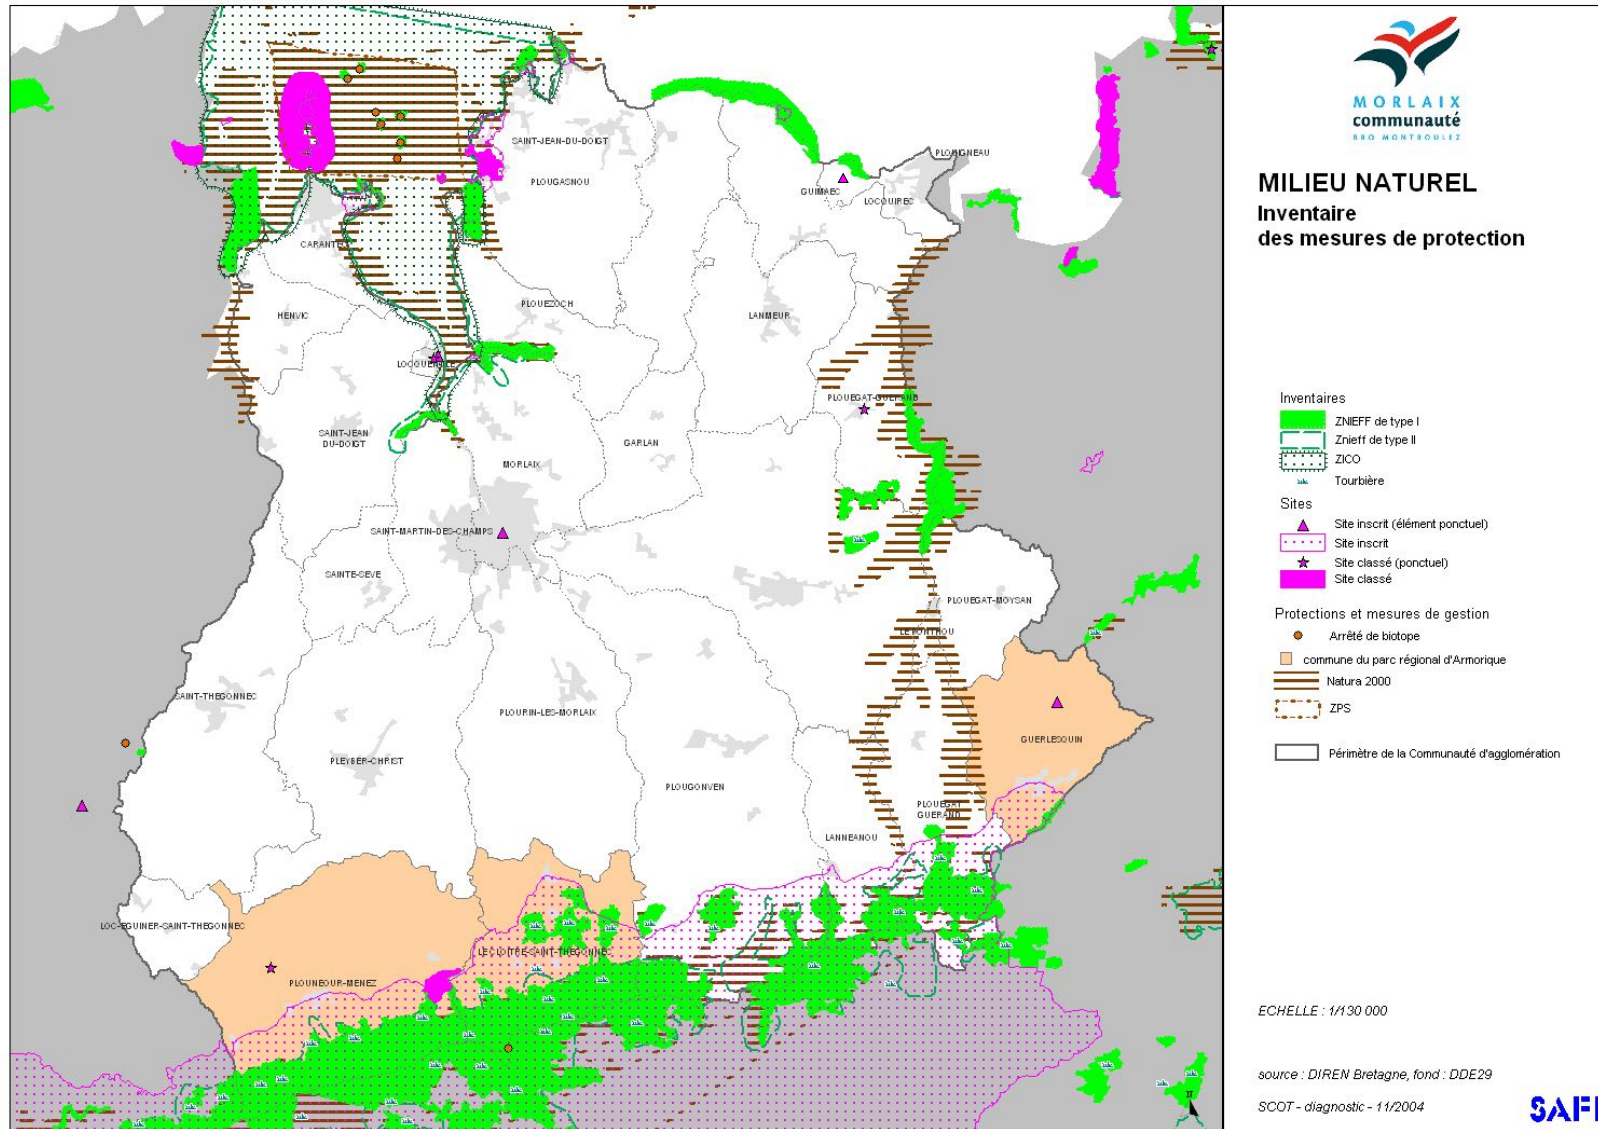 SAINT-JEAN-DU-DOIGT
PLOUGASNOU
PLOUIGNEAU
GUIMAEC
LOCQUIREC
CARANTEC
HENVIC
PLOUEZOCH
LANMEUR
PLOUEGAT-GUERAND
SAINT-JEAN
DU-DOIGT
GARLAN
MORLAIX
SAINT-MARTIN-DES-CHAMPS
SAINTE-SEVE
PLOUEGAT-MOYSAN
LE PONTHOU
SAINT-THEGONNEC
PLOURIN-LES-MORLAIX
GUERLESQUIN
PLEYBER-CHRIST
PLOUGONVEN
PLOUEGAT
GUERAND
LANNEANOU
LOC-EGUINER-SAINT-THEGONNEC
LE CLOITRE-SAINT-THEGONNEC
PLOUNEOUR-MENEZ
MORLAIX
communauté
BRO MONTROULEZ
MILIEU NATUREL
Inventaire
des mesures de protection
Inventaires
ZNIEFF de type I
Znieff de type II
ZICO
Tourbière
Sites
Site inscrit (élément ponctuel)
Site inscrit
Site classé (ponctuel)
Site classé
Protections et mesures de gestion
Arrêté de biotope
commune du parc régional d'Armorique
Natura 2000
ZPS
Périmètre de la Communauté d'agglomération
ECHELLE : 1/130 000
source : DIREN Bretagne, fond : DDE29
SCOT - diagnostic - 11/2004